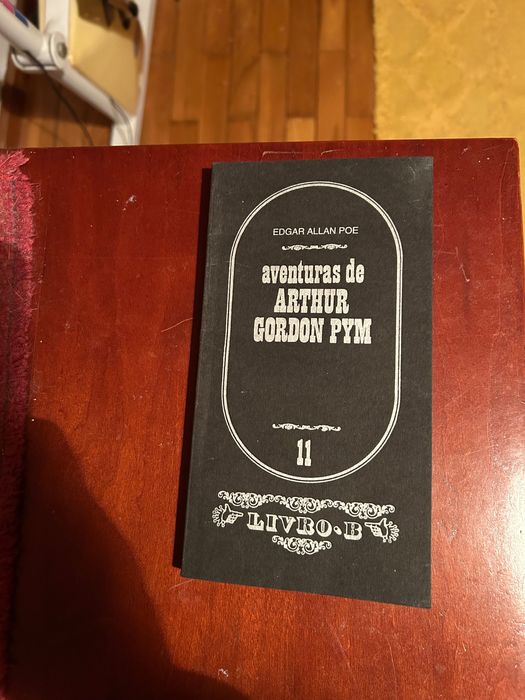 EDGAR ALLAN POE
aventuras de
ARTHUR
GORDON PYM
11
LIVRO·B